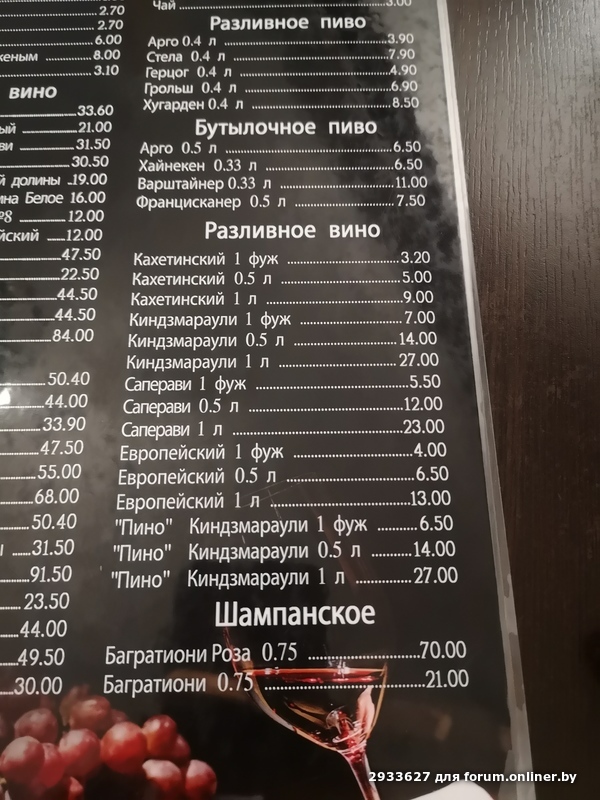 2.70
2.70
6.00
женым ........ 8.00
3.10
вино
33.60
ый ........ 21.00
ви ........ 31.50
30.50
й долины ..19.00
на Белое 16.00
№8 ........ 12.00
йский ....12.00
47.50
22.50
44.50
44.50
84.00
50.40
44.00
33.90
47.50
55.00
68.00
50.40
31.50
91.50
23.50
44.00
49.50
30.00
Чай ........ 3.00
Разливное пиво
Арго 0.4 л ........ 3.90
Стела 0.4 л ........ 7.90
Герцог 0.4 л ........ 4.90
Грольш 0.4 л ........ 6.90
Хугарден 0.4 л ........ 8.50
Бутылочное пиво
Арго 0.5 л ........ 6.50
Хайнекен 0.33 л ........ 6.50
Варштайнер 0.33 л ........ 11.00
Францисканер 0.5 л ........ 7.50
Разливное вино
Кахетинский 1 фуж ........ 3.20
Кахетинский 0.5 л ........ 5.00
Кахетинский 1 л ........ 9.00
Киндзмараули 1 фуж ........ 7.00
Киндзмараули 0.5 л ........ 14.00
Киндзмараули 1 л ........ 27.00
Саперави 1 фуж ........ 5.50
Саперави 0.5 л ........ 12.00
Саперави 1 л ........ 23.00
Европейский 1 фуж ........ 4.00
Европейский 0.5 л ........ 6.50
Европейский 1 л ........ 13.00
"Пино" Киндзмараули 1 фуж ........ 6.50
"Пино" Киндзмараули 0.5 л ........ 14.00
"Пино" Киндзмараули 1 л ........ 27.00
Шампанское
Багратиони Роза 0.75 ........ 70.00
Багратиони 0.75 ........ 21.00
2933627 для forum.onliner.by